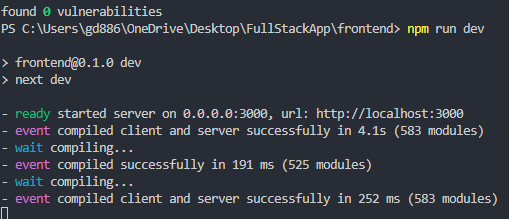 found 0 vulnerabilities
PS C:\Users\gd886\OneDrive\Desktop\FullStackApp\frontend> npm run dev
> frontend@0.1.0 dev
> next dev
- ready started server on 0.0.0.0:3000, url: http://localhost:3000
- event compiled client and server successfully in 4.1s (583 modules)
- wait compiling...
- event compiled successfully in 191 ms (525 modules)
- wait compiling...
- event compiled client and server successfully in 252 ms (583 modules)